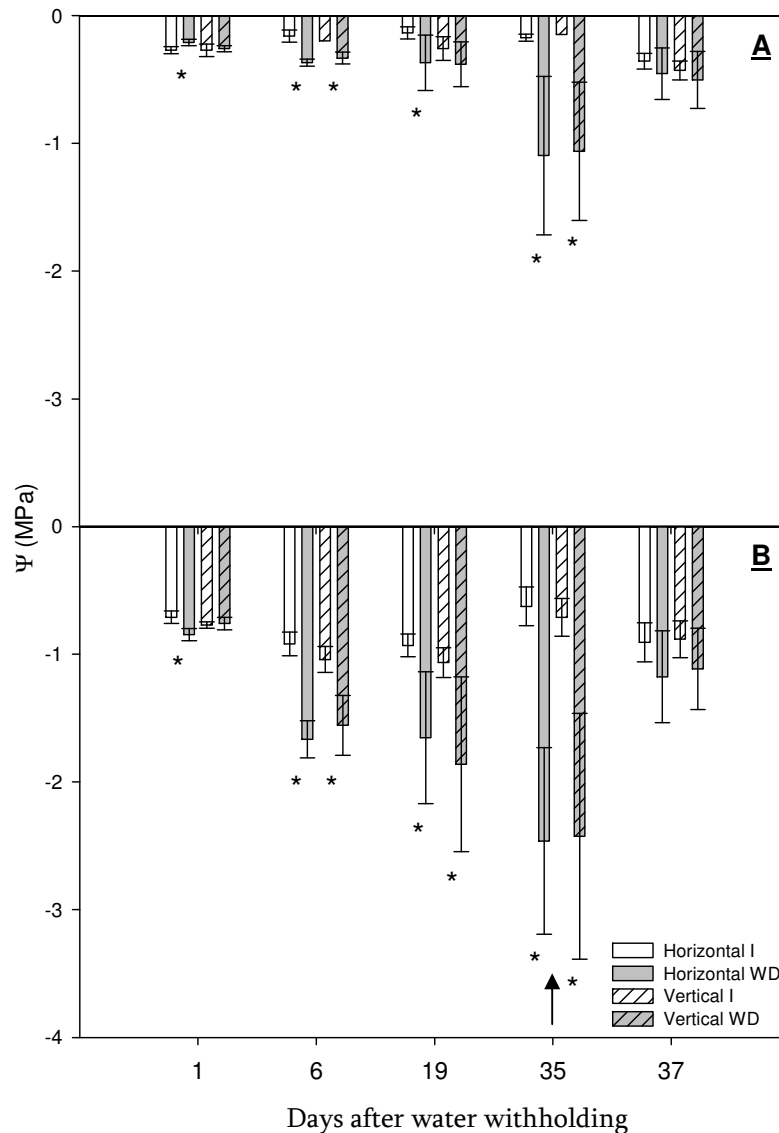 0
A
-1
-2
-3
Ψ (MPa)
0
B
-1
-2
-3
-4
*
*
*
*
*
*
*
*
*
*
*
*
*
Horizontal I
Horizontal WD
Vertical I
Vertical WD
1 6 19 35 37
Days after water withholding